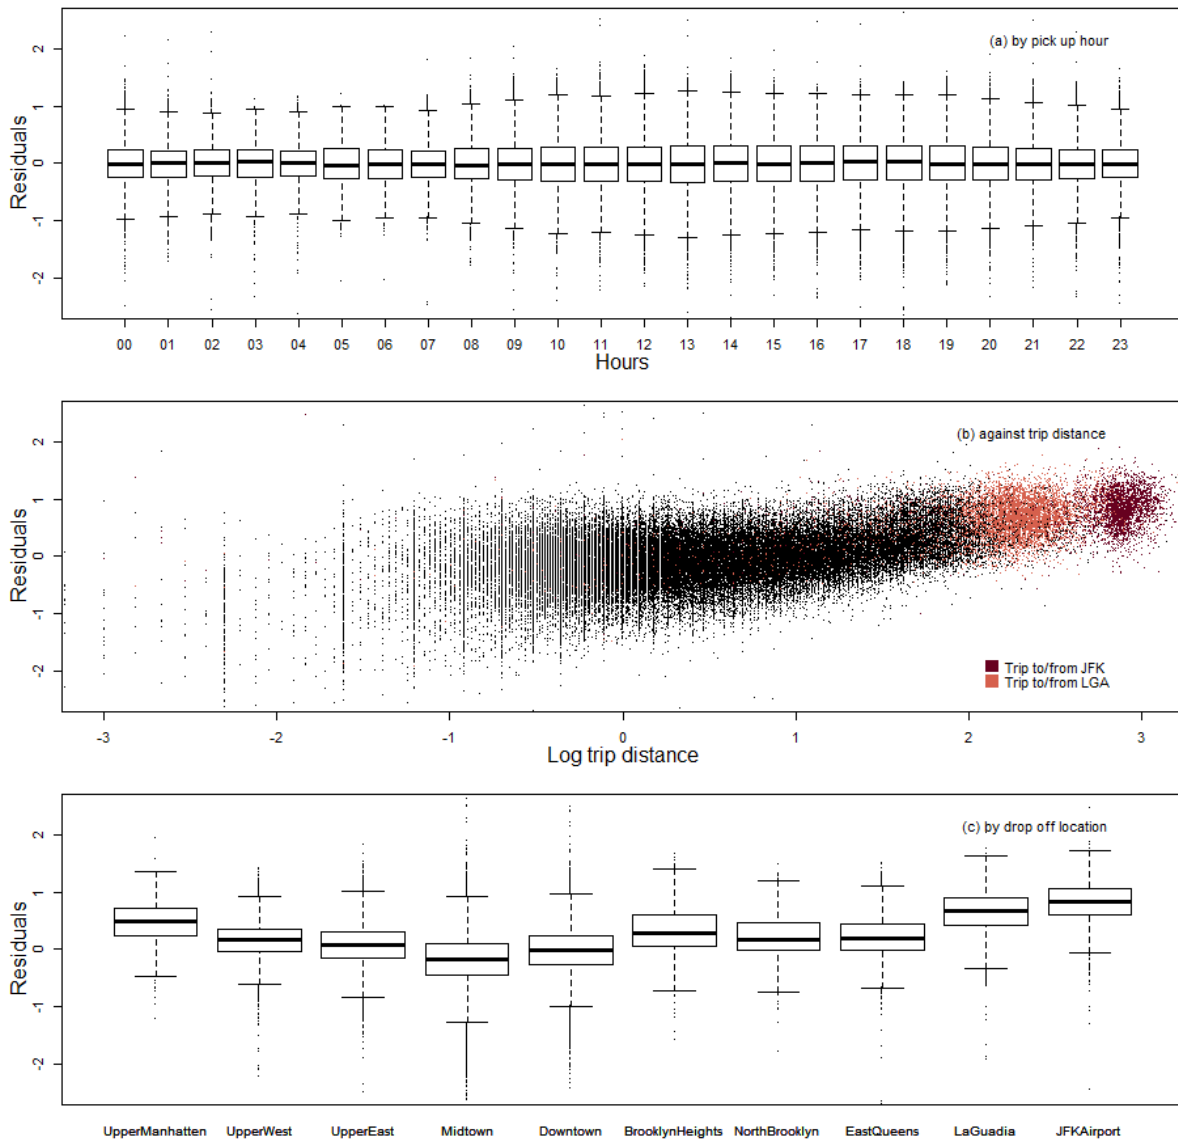 (a) by pick up hour
Residuals
2
1
0
-1
-2
00 01 02 03 04 05 06 07 08 09 10 11 12 13 14 15 16 17 18 19 20 21 22 23
Hours
(b) against trip distance
Residuals
2
1
0
-1
-2
Trip to/from JFK
Trip to/from LGA
-3 -2 -1 0 1 2 3
Log trip distance
(c) by drop off location
Residuals
2
1
0
-1
-2
UpperManhatten UpperWest UpperEast Midtown Downtown BrooklynHeights NorthBrooklyn EastQueens LaGuadia JFKAirport